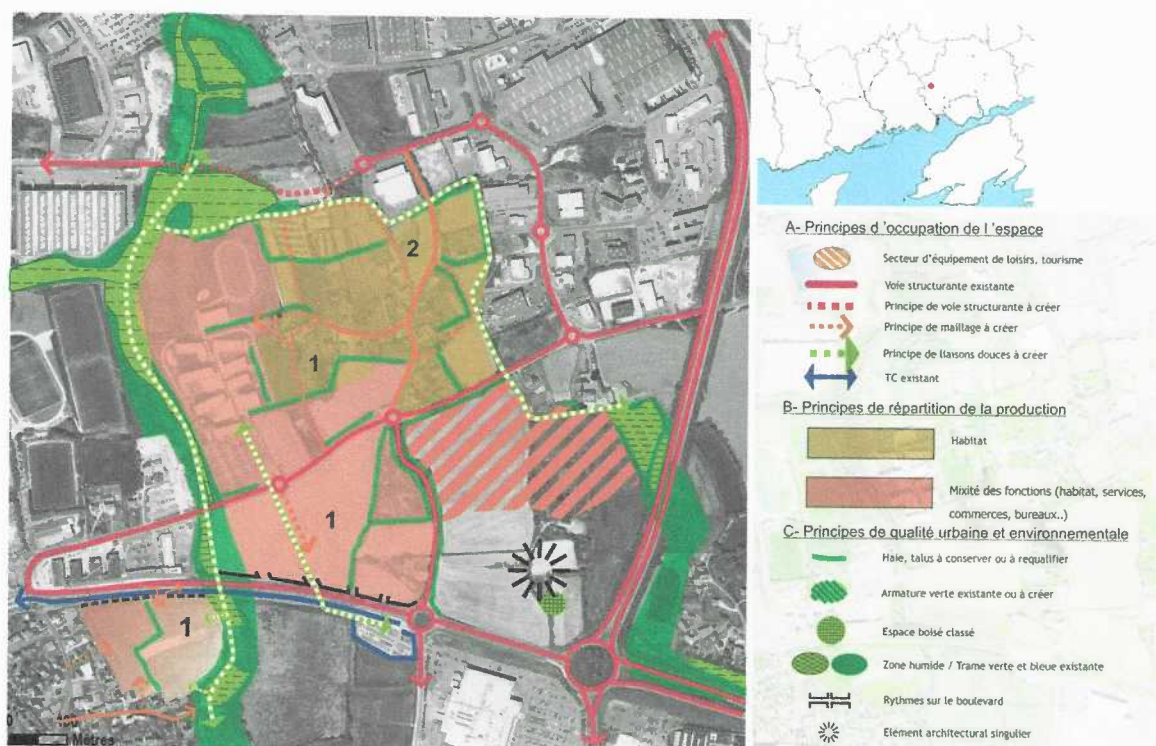 2
1
1
1
0 400
Mètres
A- Principes d 'occupation de l 'espace
Secteur d'équipement de loisirs, tourisme
Voie structurante existante
Principe de voie structurante à créer
Principe de maillage à créer
Principe de liaisons douces à créer
TC existant
B- Principes de répartition de la production
Habitat
Mixité des fonctions (habitat, services,
commerces, bureaux..)
C- Principes de qualité urbaine et environnementale
Haie, talus à conserver ou à requalifier
Armature verte existante ou à créer
Espace boisé classé
Zone humide / Trame verte et bleue existante
Rythmes sur le boulevard
Elément architectural singulier